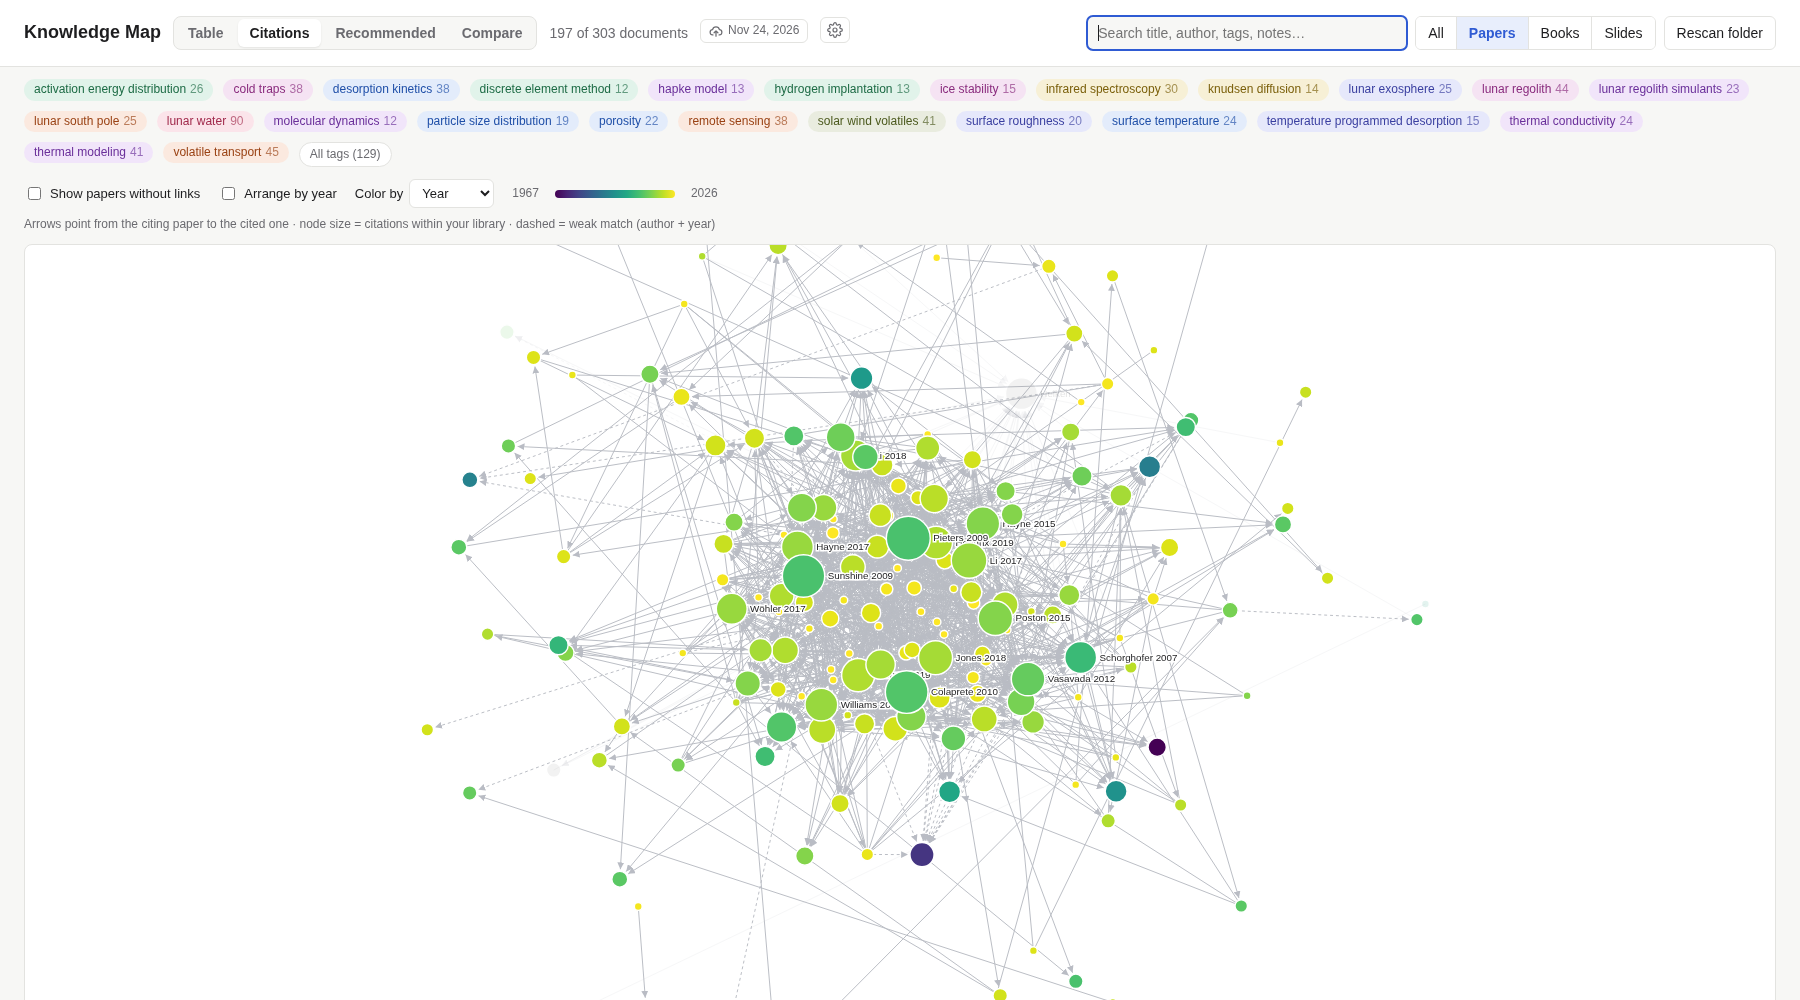 Knowledge Map Table Citations Recommended Compare 197 of 303 documents Nov 24, 2026 Search title, author, tags, notes… All Papers Books Slides Rescan folder
activation energy distribution 26 cold traps 38 desorption kinetics 38 discrete element method 12 hapke model 13 hydrogen implantation 13 ice stability 15 infrared spectroscopy 30 knudsen diffusion 14 lunar exosphere 25 lunar regolith 44 lunar regolith simulants 23
lunar south pole 25 lunar water 90 molecular dynamics 12 particle size distribution 19 porosity 22 remote sensing 38 solar wind volatiles 41 surface roughness 20 surface temperature 24 temperature programmed desorption 15 thermal conductivity 24
thermal modeling 41 volatile transport 45 All tags (129)
Show papers without links Arrange by year Color by Year 1967 2026
Arrows point from the citing paper to the cited one · node size = citations within your library · dashed = weak match (author + year)
2018
2015
Pieters 2009
2019
Hayne 2017
Li 2017
Sunshine 2009
Wöhler 2017
Poston 2015
Jones 2018
Schorghofer 2007
Vasavada 2012
Colaprete 2010
Williams